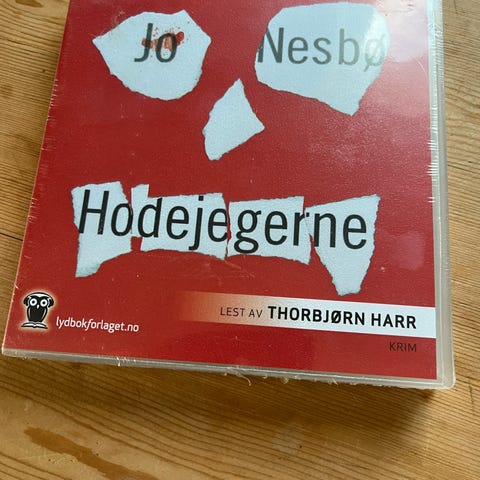 Jo Nesbø
Hodejegerne
LEST AV THORBJØRN HARR
lydbokforlaget.no
KRIM